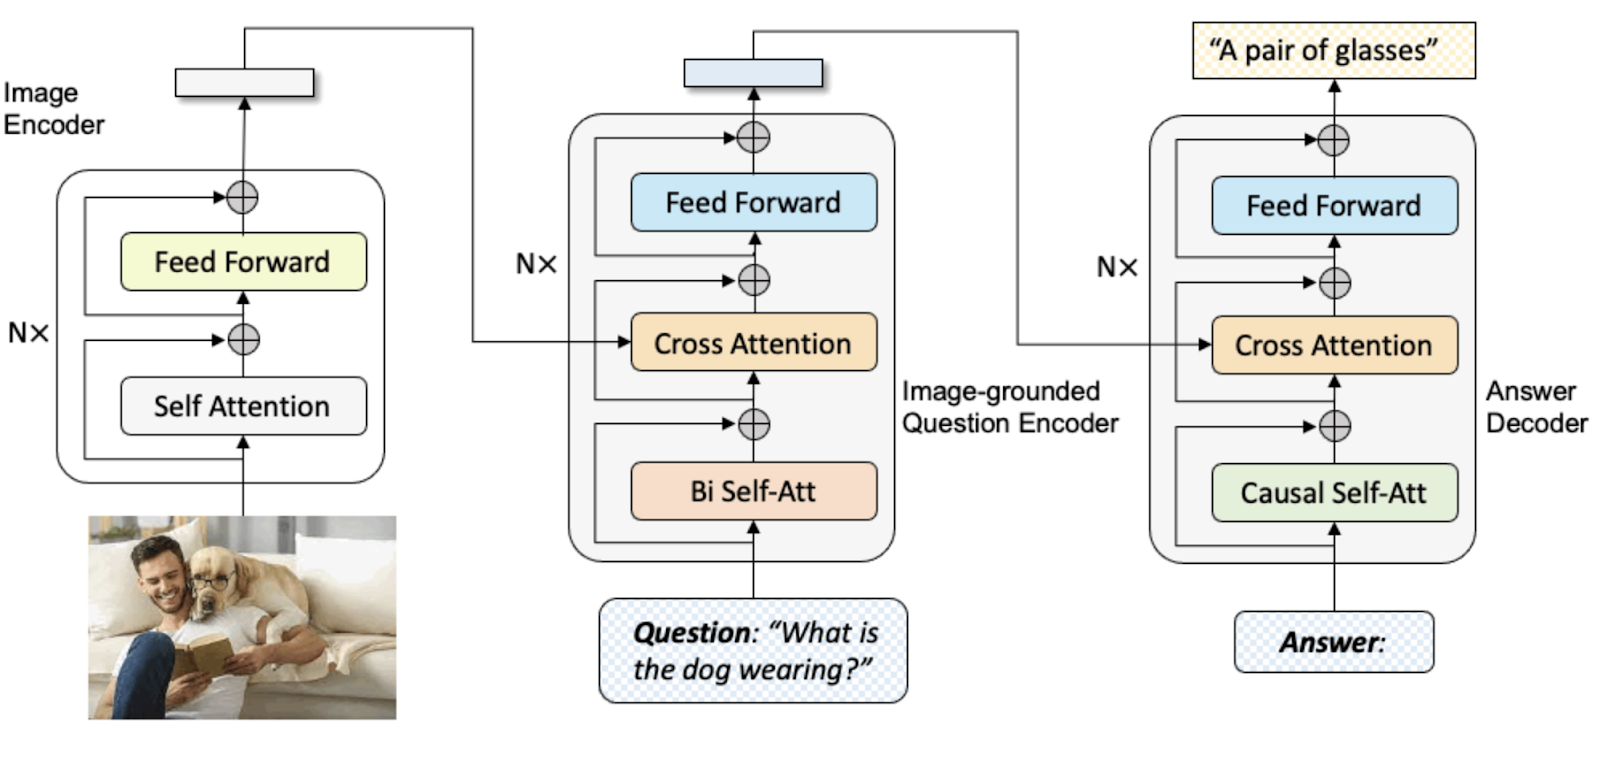 Image
Encoder
N×
Feed Forward
Self Attention
N×
Feed Forward
Cross Attention
Bi Self-Att
Image-grounded
Question Encoder
Question: “What is
the dog wearing?”
“A pair of glasses”
N×
Feed Forward
Cross Attention
Causal Self-Att
Answer
Decoder
Answer: